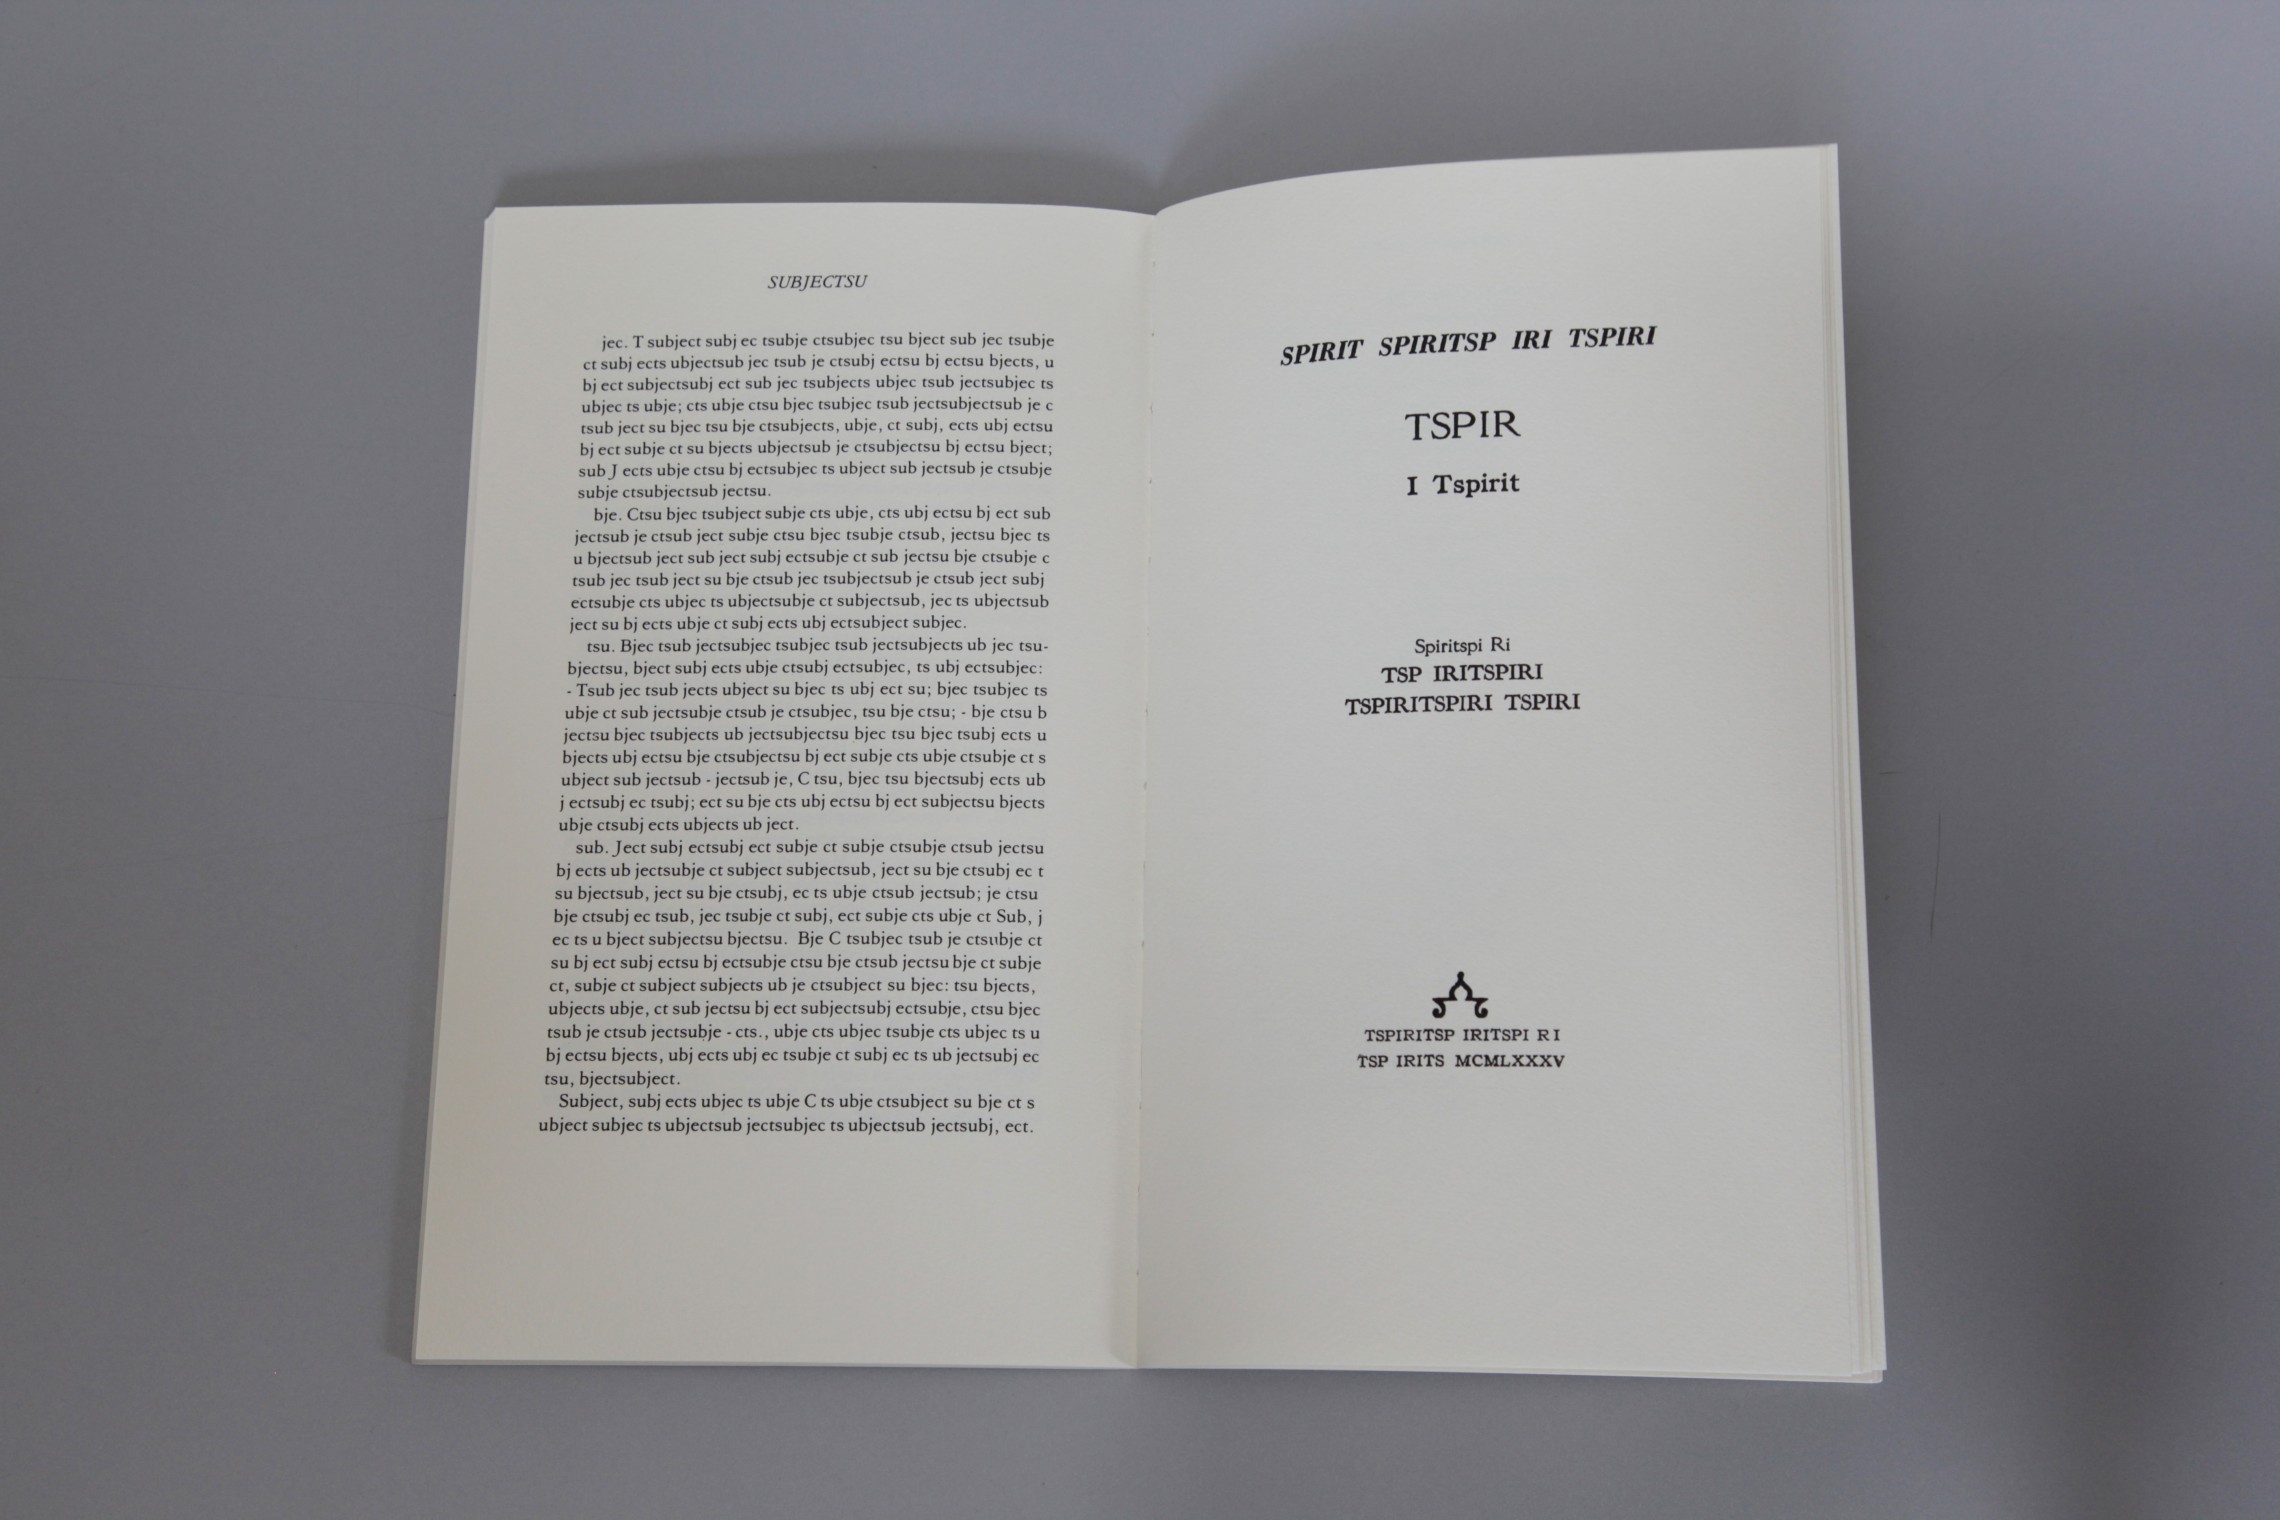 SUBJECTSU
jec. T subject subj ec tsubje ctsubjec tsu bject sub jec tsubje
ct subj ects ubjectsub jec tsub je ctsubj ectsu bj ectsu bjects, u
bj ect subjectsubj ect sub jec tsubjects ubjec tsub jectsubjec ts
ubjec ts ubje; cts ubje ctsu bjec tsubjec tsub jectsubjectsub je c
tsub ject su bjec tsu bje ctsubjects, ubje, ct subj, ects ubj ectsu
bj ect subje ct su bjects ubjectsub je ctsubjectsu bj ectsu bject;
sub J ects ubje ctsu bj ectsubjec ts ubject sub jectsub je ctsubje
subje ctsubjectsub jectsu.
bje. Ctsu bjec tsubject subje cts ubje, cts ubj ectsu bj ect sub
jectsub je ctsub ject subje ctsu bjec tsubje ctsub, jectsu bjec ts
u bjectsub ject sub ject subj ectsubje ct sub jectsu bje ctsubje c
tsub jec tsub ject su bje ctsub jec tsubjectsub je ctsub ject subj
ectsubje cts ubjec ts ubjectsubje ct subjectsub, jec ts ubjectsub
ject su bj ects ubje ct subj ects ubj ectsubject subjec.
tsu. Bjec tsub jectsubjec tsubjec tsub jectsubjects ub jec tsu-
bjectsu, bject subj ects ubje ctsubj ectsubjec, ts ubj ectsubjec:
- Tsub jec tsub jects ubject su bjec ts ubj ect su; bjec tsubjec ts
ubje ct sub jectsubje ctsub je ctsubjec, tsu bje ctsu; - bje ctsu b
jectsu bjec tsubjects ub jectsubjectsu bjec tsu bjec tsubj ects u
bjects ubj ectsu bje ctsubjectsu bj ect subje cts ubje ctsubje ct s
ubject sub jectsub - jectsub je, C tsu, bjec tsu bjectsubj ects ub
j ectsubj ec tsubj; ect su bje cts ubj ectsu bj ect subjectsu bjects
ubje ctsubj ects ubjects ub ject.
sub. Ject subj ectsubj ect subje ct subje ctsubje ctsub jectsu
bj ects ub jectsubje ct subject subjectsub, ject su bje ctsubj ec t
su bjectsub, ject su bje ctsubj, ec ts ubje ctsub jectsub; je ctsu
bje ctsubj ec tsub, jec tsubje ct subj, ect subje cts ubje ct Sub, j
ec ts u bject subjectsu bjectsu. Bje C tsubjec tsub je ctsubje ct
su bj ect subj ectsu bj ectsubje ctsu bje ctsub jectsu bje ct subje
ct, subje ct subject subjects ub je ctsubject su bjec: tsu bjects,
ubjects ubje, ct sub jectsu bj ect subjectsubj ectsubje, ctsu bjec
tsub je ctsub jectsubje - cts., ubje cts ubjec tsubje cts ubjec ts u
bj ectsu bjects, ubj ects ubj ec tsubje ct subj ec ts ub jectsubj ec
tsu, bjectsubject.
Subject, subj ects ubjec ts ubje C ts ubje ctsubject su bje ct s
ubject subjec ts ubjectsub jectsubjec ts ubjectsub jectsubj, ect.
SPIRIT SPIRITSP IRI TSPIRI
TSPIR
I Tspirit
Spiritspi Ri
TSP IRITSPIRI
TSPIRITSPIRI TSPIRI
TSPIRITSP IRITSPI R I
TSP IRITS MCMLXXXV